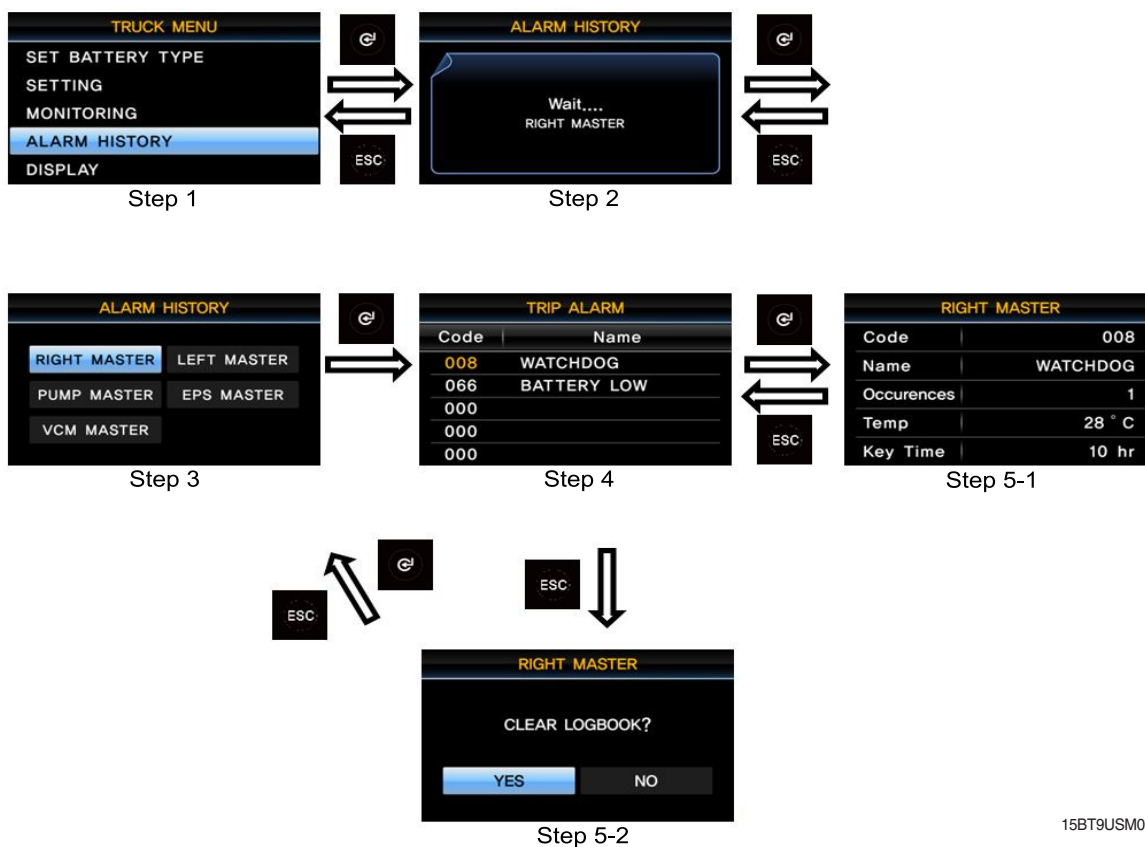 TRUCK MENU
SET BATTERY TYPE
SETTING
MONITORING
ALARM HISTORY
DISPLAY
Step 1
ESC
ALARM HISTORY
Wait....
RIGHT MASTER
Step 2
ESC
ALARM HISTORY
RIGHT MASTER LEFT MASTER
PUMP MASTER EPS MASTER
VCM MASTER
Step 3
TRIP ALARM
Code Name
008 WATCHDOG
066 BATTERY LOW
000
000
000
Step 4
ESC
RIGHT MASTER
Code 008
Name WATCHDOG
Occurences 1
Temp 28 ° C
Key Time 10 hr
Step 5-1
ESC
ESC
RIGHT MASTER
CLEAR LOGBOOK?
YES NO
Step 5-2
15BT9USM0